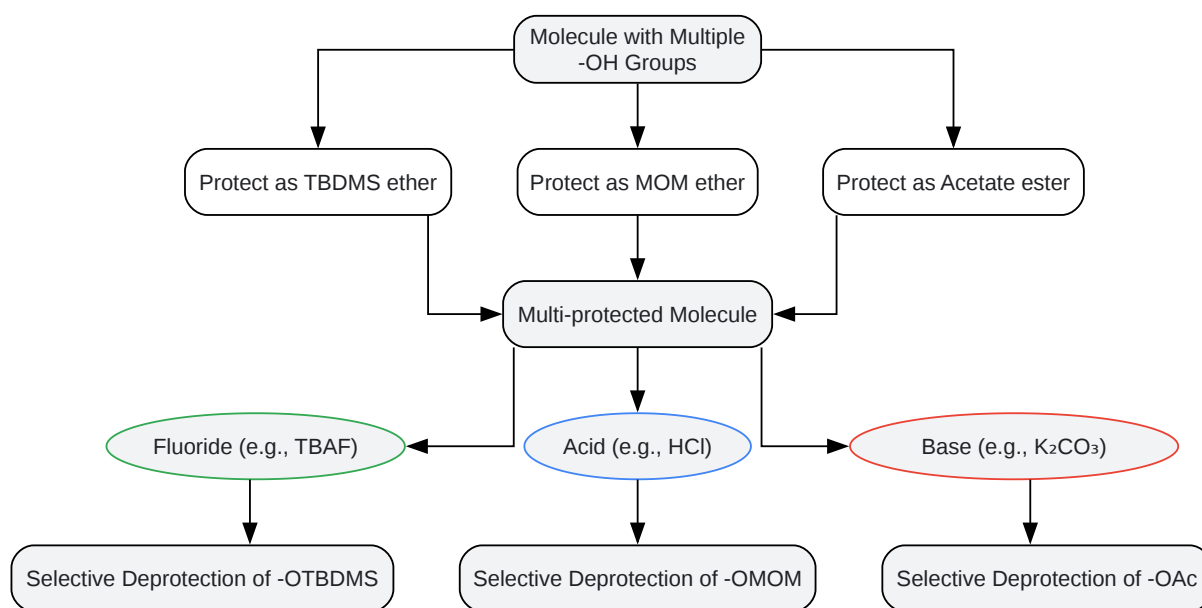 Molecule with Multiple
-OH Groups
Protect as TBDMS ether
Protect as MOM ether
Protect as Acetate ester
Multi-protected Molecule
Fluoride (e.g., TBAF)
Acid (e.g., HCl)
Base (e.g., K₂CO₃)
Selective Deprotection of -OTBDMS
Selective Deprotection of -OMOM
Selective Deprotection of -OAc